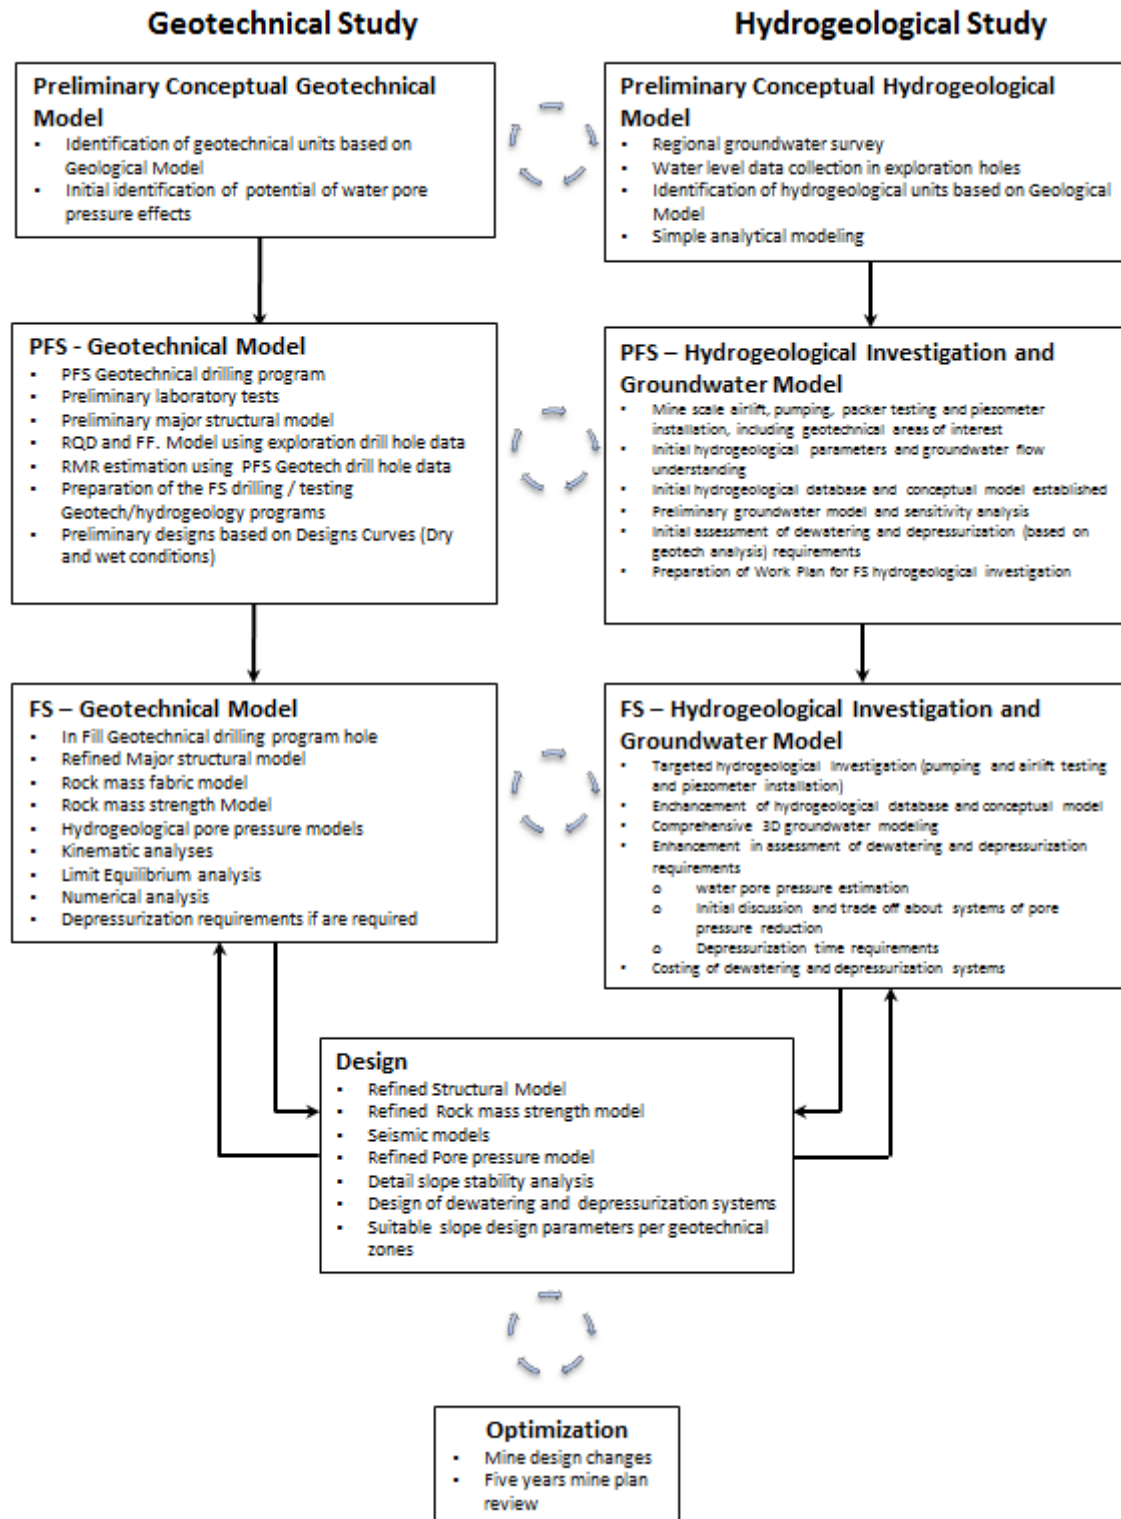 Geotechnical Study
Preliminary Conceptual Geotechnical
Model
▪ Identification of geotechnical units based on
Geological Model
▪ Initial identification of potential of water pore
pressure effects
PFS - Geotechnical Model
▪ PFS Geotechnical drilling program
▪ Preliminary laboratory tests
▪ Preliminary major structural model
▪ RQD and FF. Model using exploration drill hole data
▪ RMR estimation using PFS Geotech drill hole data
▪ Preparation of the FS drilling / testing
Geotech/hydrogeology programs
▪ Preliminary designs based on Designs Curves (Dry
and wet conditions)
FS – Geotechnical Model
▪ In Fill Geotechnical drilling program hole
▪ Refined Major structural model
▪ Rock mass fabric model
▪ Rock mass strength Model
▪ Hydrogeological pore pressure models
▪ Kinematic analyses
▪ Limit Equilibrium analysis
▪ Numerical analysis
▪ Depressurization requirements if are required
Hydrogeological Study
Preliminary Conceptual Hydrogeological
Model
▪ Regional groundwater survey
▪ Water level data collection in exploration holes
▪ Identification of hydrogeological units based on Geological
Model
▪ Simple analytical modeling
PFS – Hydrogeological Investigation and
Groundwater Model
▪ Mine scale airlift, pumping, packer testing and piezometer
installation, including geotechnical areas of interest
▪ Initial hydrogeological parameters and groundwater flow
understanding
▪ Initial hydrogeological database and conceptual model established
▪ Preliminary groundwater model and sensitivity analysis
▪ Initial assessment of dewatering and depressurization (based on
geotech analysis) requirements
▪ Preparation of Work Plan for FS hydrogeological investigation
FS – Hydrogeological Investigation and
Groundwater Model
▪ Targeted hydrogeological Investigation (pumping and airlift testing
and piezometer installation)
▪ Enchancement of hydrogeological database and conceptual model
▪ Comprehensive 3D groundwater modeling
▪ Enhancement in assessment of dewatering and depressurization
requirements
o water pore pressure estimation
o Initial discussion and trade off about systems of pore
pressure reduction
o Depressurization time requirements
▪ Costing of dewatering and depressurization systems
Design
▪ Refined Structural Model
▪ Refined Rock mass strength model
▪ Seismic models
▪ Refined Pore pressure model
▪ Detail slope stability analysis
▪ Design of dewatering and depressurization systems
▪ Suitable slope design parameters per geotechnical
zones
Optimization
▪ Mine design changes
▪ Five years mine plan
review